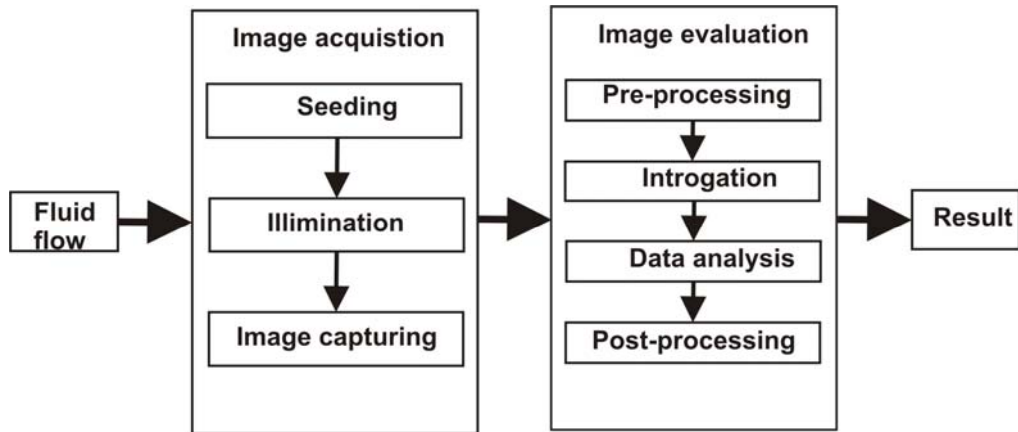 Fluid
flow
Image acquistion
Seeding
Illimination
Image capturing
Image evaluation
Pre-processing
Introgation
Data analysis
Post-processing
Result